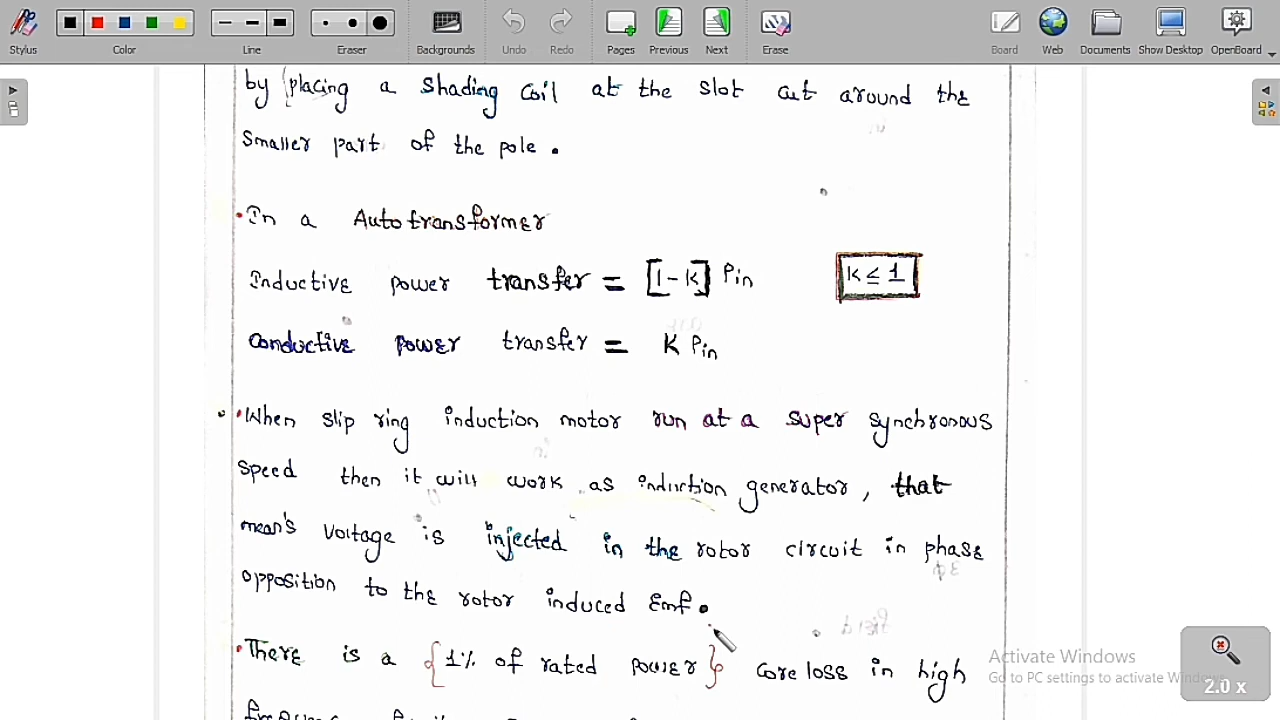 Stylus
Color
Line
Eraser
Backgrounds
Undo
Redo
Pages
Previous
Next
Erase
Board
Web
Documents
Show Desktop
OpenBoard
by placing a shading coil at the slot cut around the
smaller part of the pole.
• In a Autotransformer
Inductive power transfer = [1-K] Pin
K ≤ 1
Conductive power transfer = K Pin
• When slip ring induction motor run at a super synchronous
speed then it will work as induction generator, that
mean's voltage is injected in the rotor circuit in phase
opposition to the rotor induced Emf.
• There is a {1% of rated power} core loss in high
Activate Windows
Go to PC settings to activate Windows.
2.0 x